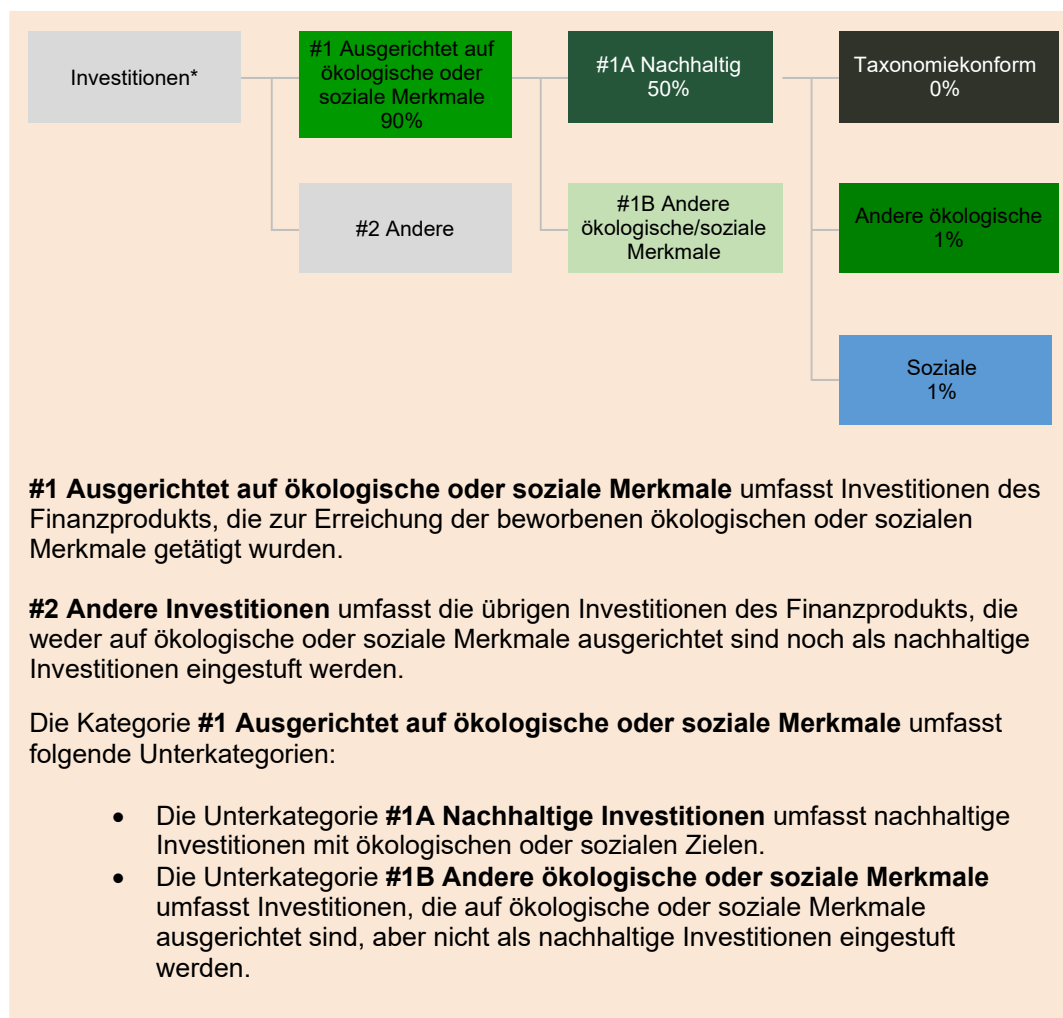 Investitionen*
#1 Ausgerichtet auf
ökologische oder
soziale Merkmale
90%
#1A Nachhaltig
50%
Taxonomiekonform
0%
#2 Andere
#1B Andere
ökologische/soziale
Merkmale
Andere ökologische
1%
Soziale
1%
#1 Ausgerichtet auf ökologische oder soziale Merkmale umfasst Investitionen des
Finanzprodukts, die zur Erreichung der beworbenen ökologischen oder sozialen
Merkmale getätigt wurden.
#2 Andere Investitionen umfasst die übrigen Investitionen des Finanzprodukts, die
weder auf ökologische oder soziale Merkmale ausgerichtet sind noch als nachhaltige
Investitionen eingestuft werden.
Die Kategorie #1 Ausgerichtet auf ökologische oder soziale Merkmale umfasst
folgende Unterkategorien:
• Die Unterkategorie #1A Nachhaltige Investitionen umfasst nachhaltige
Investitionen mit ökologischen oder sozialen Zielen.
• Die Unterkategorie #1B Andere ökologische oder soziale Merkmale
umfasst Investitionen, die auf ökologische oder soziale Merkmale
ausgerichtet sind, aber nicht als nachhaltige Investitionen eingestuft
werden.